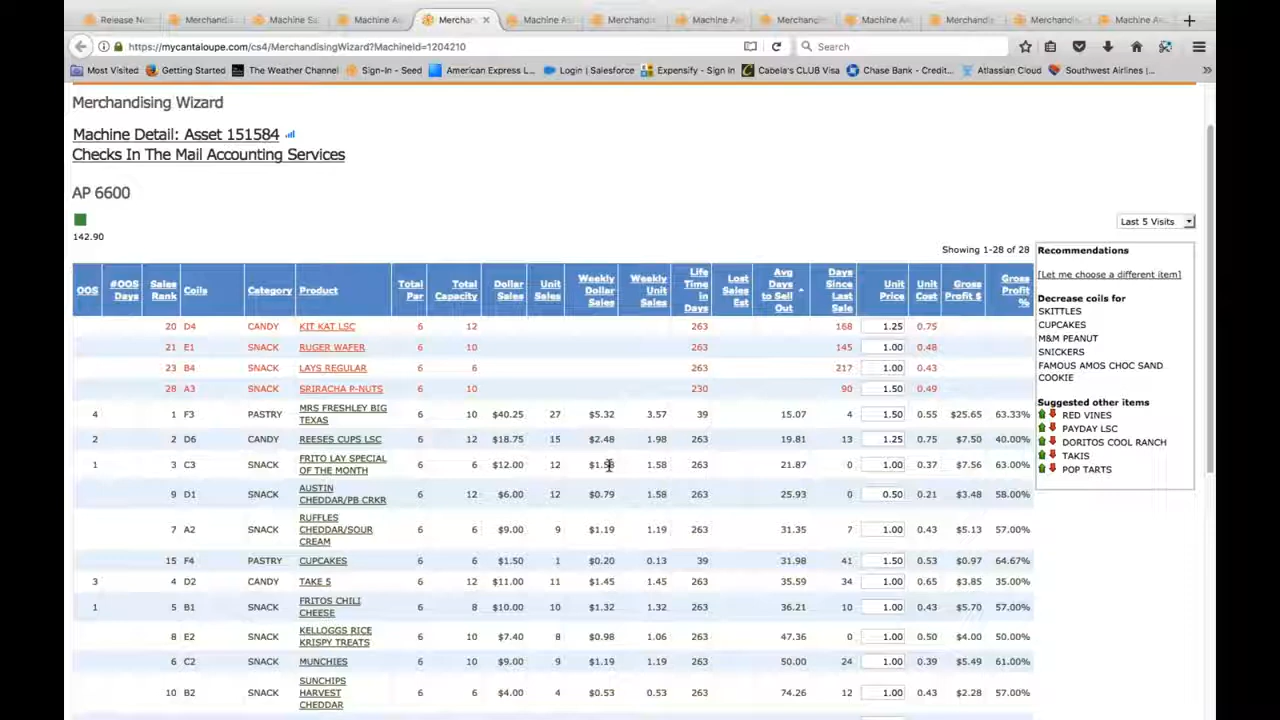 Release No
Merchandi
Machine Su
Machine As
Merchan
Machine As
Merchandi
Machine As
Merchandi
Machine As
Merchandi
Merchandi
Machine As
https://mycantaloupe.com/cs4/MerchandisingWizard?MachineId=1204210
Search
Most Visited Getting Started The Weather Channel Sign-In - Seed American Express L... Login | Salesforce Expensify - Sign In Cabela's CLUB Visa Chase Bank - Credit... Atlassian Cloud Southwest Airlines |... »
Merchandising Wizard
Machine Detail: Asset 151584
Checks In The Mail Accounting Services
AP 6600
142.90
Last 5 Visits
Showing 1-28 of 28
OOS #OOS Days Sales Rank Coils Category Product Total Par Total Capacity Dollar Sales Unit Sales Weekly Dollar Sales Weekly Unit Sales Life Time in Days Lost Sales Est Avg Days to Sell Out Days Since Last Sale Unit Price Unit Cost Gross Profit $ Gross Profit %
20 D4 CANDY KIT KAT LSC 6 12 263 168 1.25 0.75
21 E1 SNACK RUGER WAFER 6 10 263 145 1.00 0.48
23 B4 SNACK LAYS REGULAR 6 6 263 217 1.00 0.43
28 A3 SNACK SRIRACHA P-NUTS 6 10 230 90 1.50 0.49
4 1 F3 PASTRY MRS FRESHLEY BIG TEXAS 6 10 $40.25 27 $5.32 3.57 39 15.07 4 1.50 0.55 $25.65 63.33%
2 2 D6 CANDY REESES CUPS LSC 6 12 $18.75 15 $2.48 1.98 263 19.81 13 1.25 0.75 $7.50 40.00%
1 3 C3 SNACK FRITO LAY SPECIAL OF THE MONTH 6 6 $12.00 12 $1.58 1.58 263 21.87 0 1.00 0.37 $7.56 63.00%
9 D1 SNACK AUSTIN CHEDDAR/PB CRKR 6 12 $6.00 12 $0.79 1.58 263 25.93 0 0.50 0.21 $3.48 58.00%
7 A2 SNACK RUFFLES CHEDDAR/SOUR CREAM 6 6 $9.00 9 $1.19 1.19 263 31.35 7 1.00 0.43 $5.13 57.00%
15 F4 PASTRY CUPCAKES 6 6 $1.50 1 $0.20 0.13 39 31.98 41 1.50 0.53 $0.97 64.67%
3 4 D2 CANDY TAKE 5 6 12 $11.00 11 $1.45 1.45 263 35.59 34 1.00 0.65 $3.85 35.00%
1 5 B1 SNACK FRITOS CHILI CHEESE 6 8 $10.00 10 $1.32 1.32 263 36.21 10 1.00 0.43 $5.70 57.00%
8 E2 SNACK KELLOGGS RICE KRISPY TREATS 6 10 $7.40 8 $0.98 1.06 263 47.36 0 1.00 0.50 $4.00 50.00%
6 C2 SNACK MUNCHIES 6 10 $9.00 9 $1.19 1.19 263 50.00 24 1.00 0.39 $5.49 61.00%
10 B2 SNACK SUNCHIPS HARVEST CHEDDAR 6 6 $4.00 4 $0.53 0.53 263 74.26 12 1.00 0.43 $2.28 57.00%
Recommendations
[Let me choose a different item]
Decrease coils for
SKITTLES
CUPCAKES
M&M PEANUT
SNICKERS
FAMOUS AMOS CHOC SAND
COOKIE
Suggested other items
RED VINES
PAYDAY LSC
DORITOS COOL RANCH
TAKIS
POP TARTS